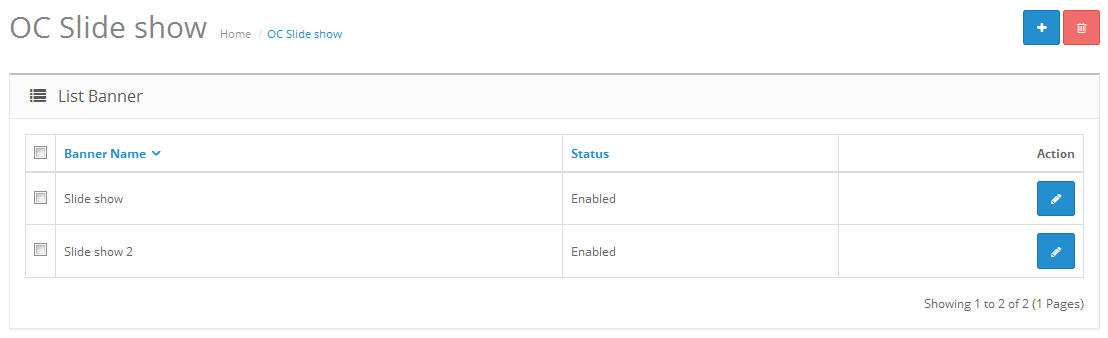 OC Slide show Home / OC Slide show
List Banner
Banner Name Status Action
Slide show Enabled
Slide show 2 Enabled
Showing 1 to 2 of 2 (1 Pages)